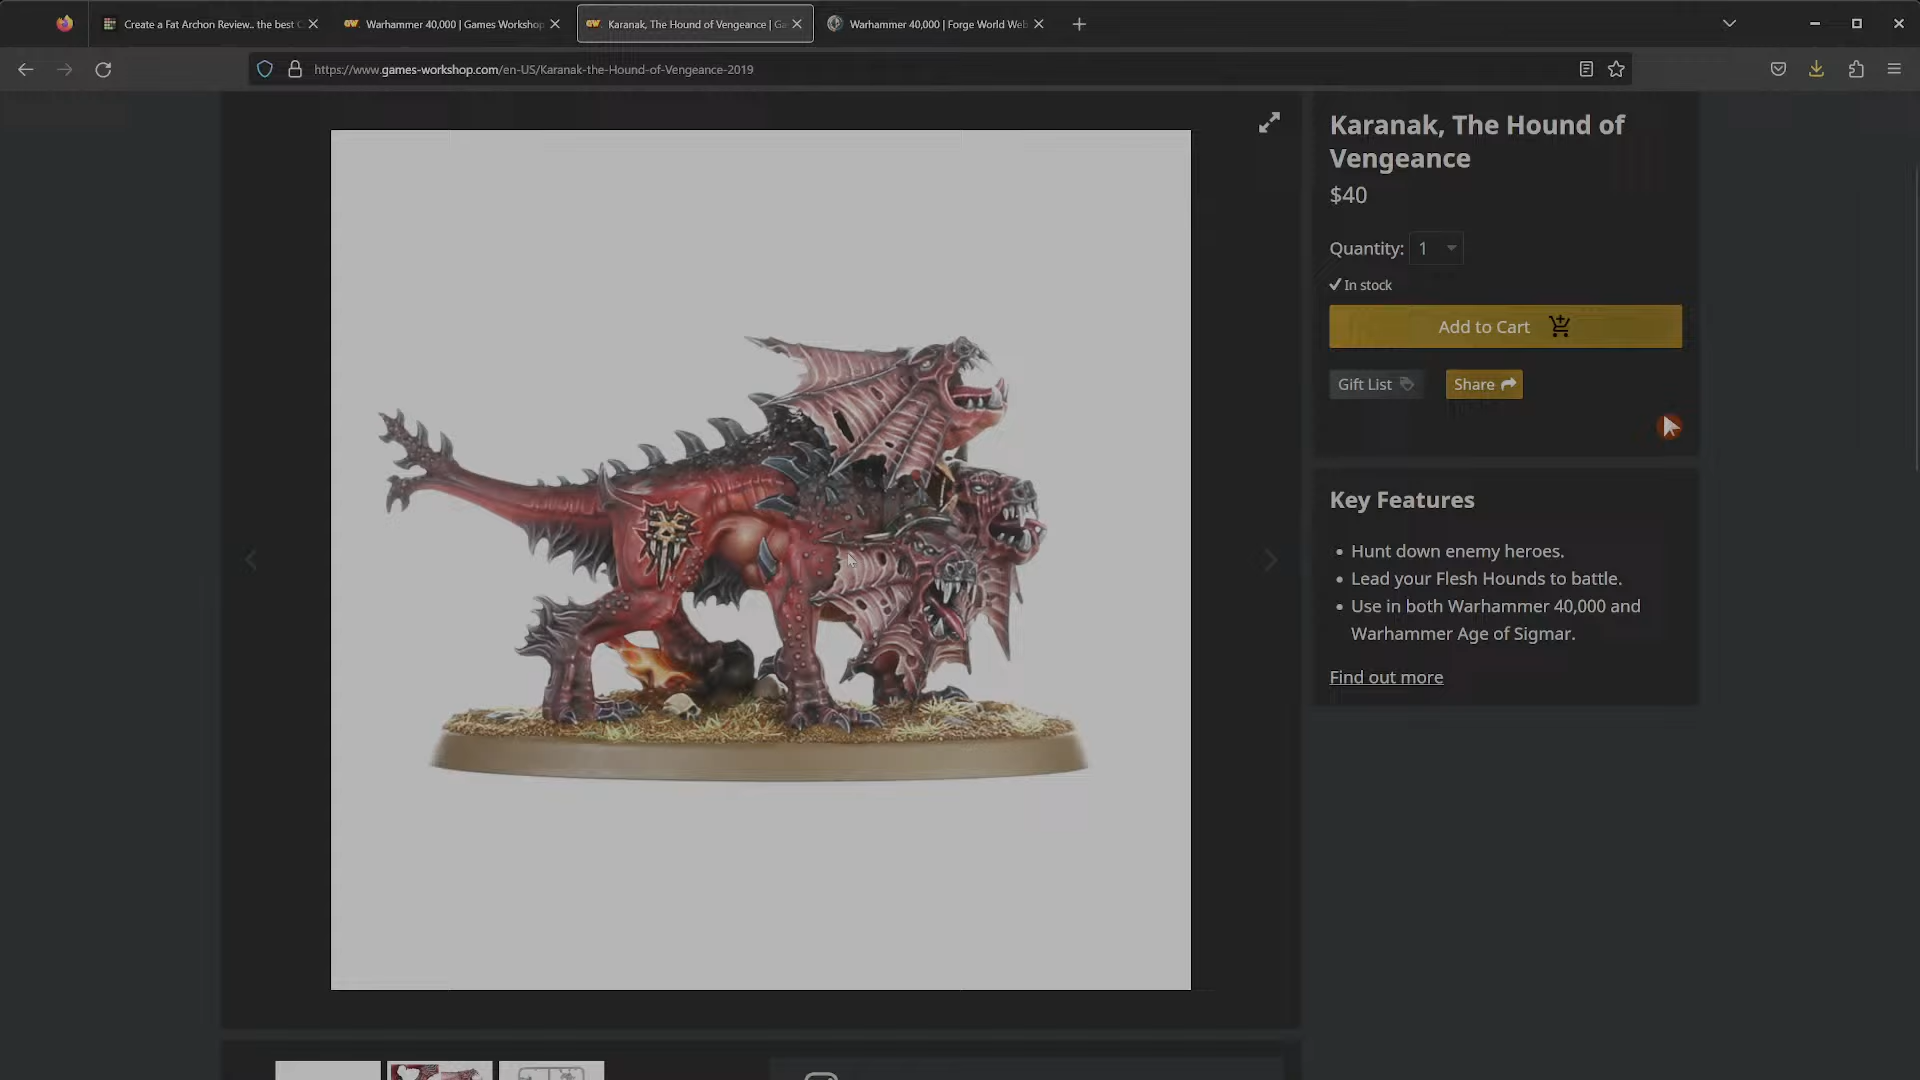 Create a Fat Archon Review.. the best
Warhammer 40,000 | Games Workshop
Karanak, The Hound of Vengeance | Ga
Warhammer 40,000 | Forge World Web
https://www.games-workshop.com/en-US/Karanak-the-Hound-of-Vengeance-2019
Karanak, The Hound of
Vengeance
$40
Quantity: 1
In stock
Add to Cart
Gift List
Share
Key Features
• Hunt down enemy heroes.
• Lead your Flesh Hounds to battle.
• Use in both Warhammer 40,000 and
Warhammer Age of Sigmar.
Find out more